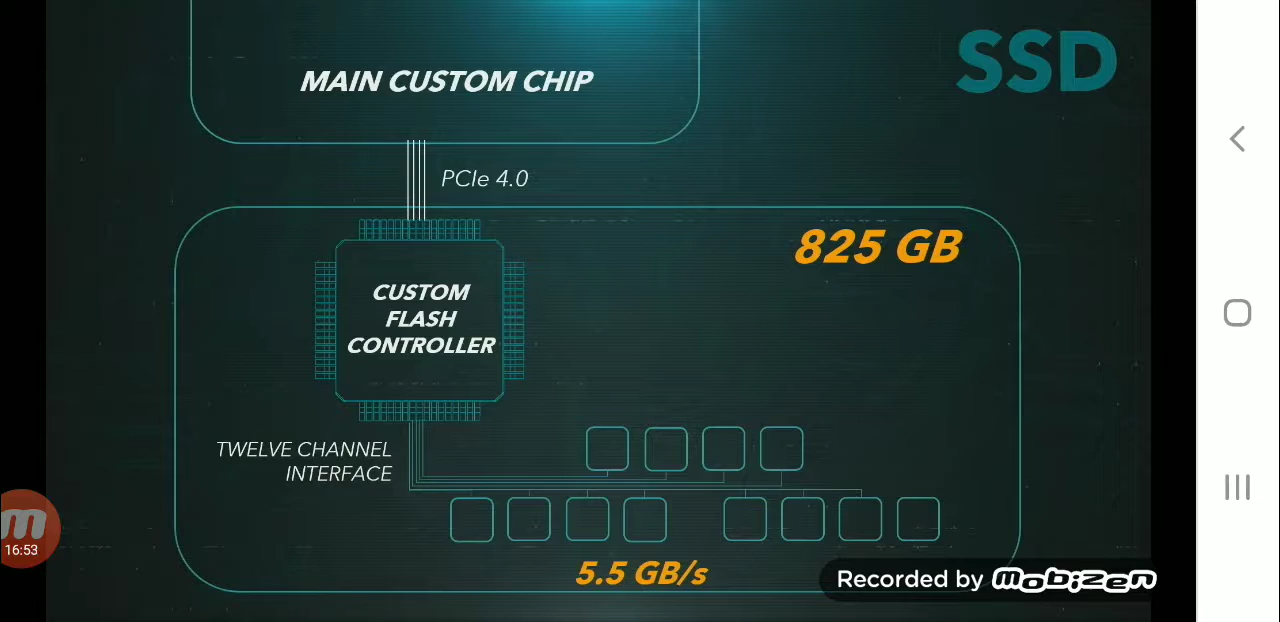 SSD
MAIN CUSTOM CHIP
PCIe 4.0
825 GB
CUSTOM
FLASH
CONTROLLER
TWELVE CHANNEL
INTERFACE
16:53
5.5 GB/s
Recorded by mobizen